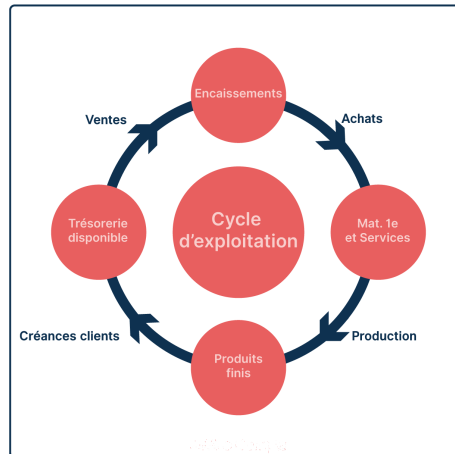 Encaissements
Ventes
Achats
Trésorerie
disponible
Cycle
d'exploitation
Mat. 1e
et Services
Créances clients
Production
Produits
finis